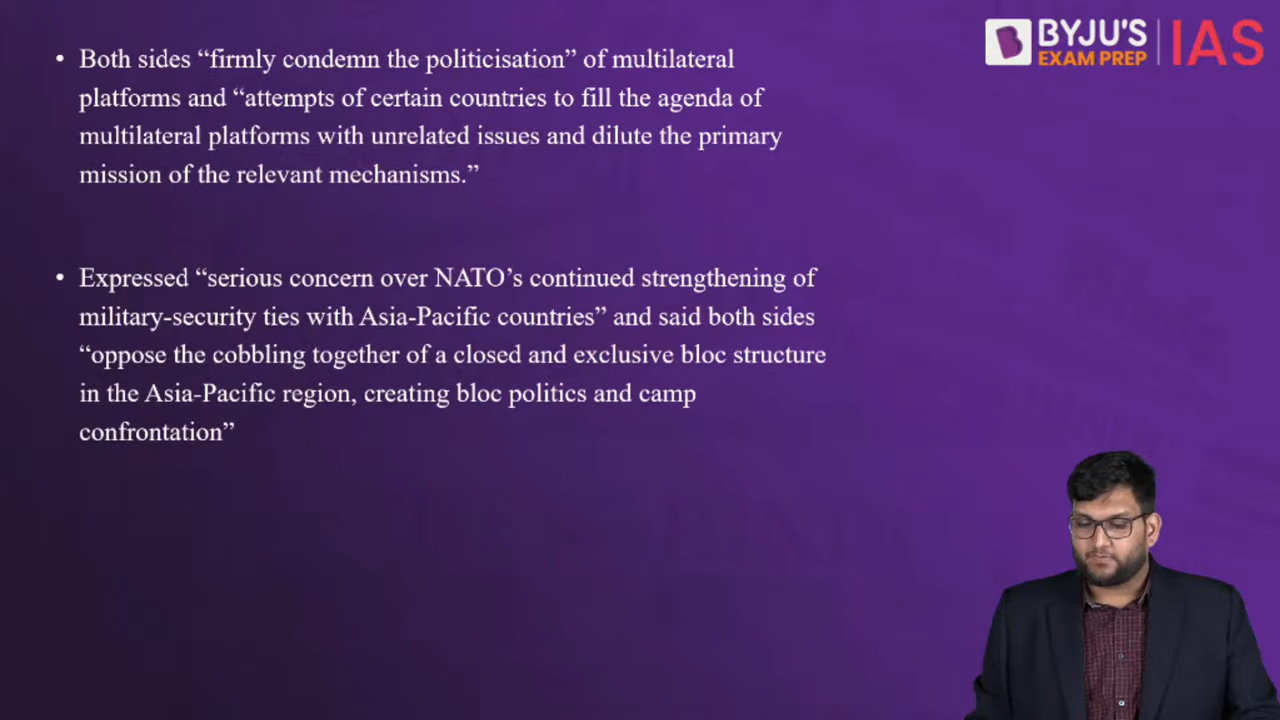 • Both sides “firmly condemn the politicisation” of multilateral
platforms and “attempts of certain countries to fill the agenda of
multilateral platforms with unrelated issues and dilute the primary
mission of the relevant mechanisms.”
• Expressed “serious concern over NATO’s continued strengthening of
military-security ties with Asia-Pacific countries” and said both sides
“oppose the cobbling together of a closed and exclusive bloc structure
in the Asia-Pacific region, creating bloc politics and camp
confrontation”
BYJU'S
EXAM PREP
IAS